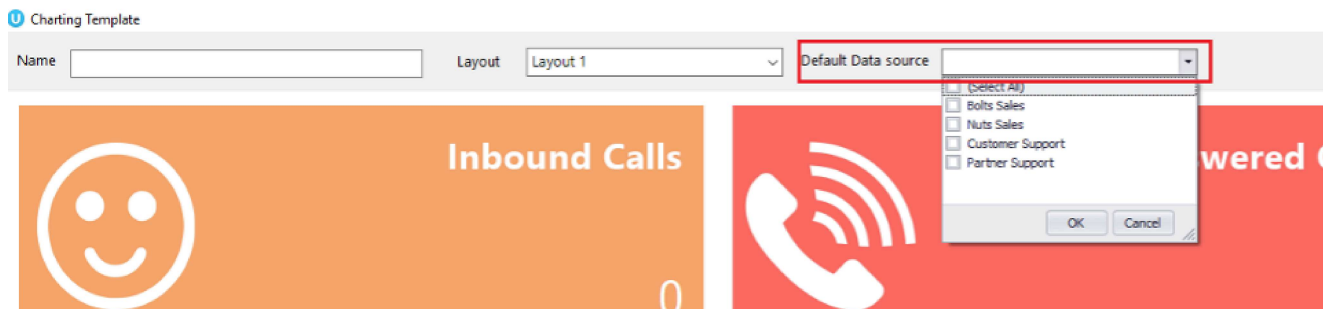 Charting Template
Name
Layout
Layout 1
Default Data source
(Select All)
Bolts Sales
Nuts Sales
Customer Support
Partner Support
OK Cancel
Inbound Calls
0